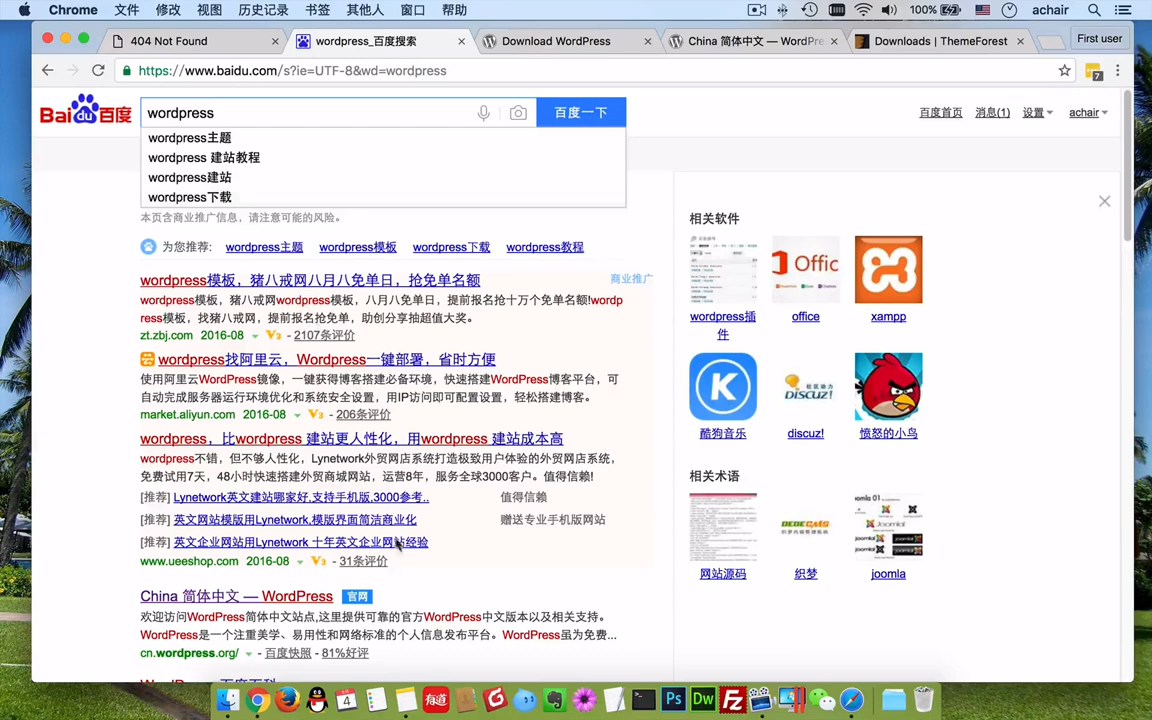 Chrome 文件 修改 视图 历史记录 书签 其他人 窗口 帮助 100% achair
404 Not Found wordpress_百度搜索 Download WordPress China 简体中文 — WordPre Downloads | ThemeForest First user
https://www.baidu.com/s?ie=UTF-8&wd=wordpress 7
Bai du 百度 wordpress 百度一下 百度首页 消息(1) 设置 achair
wordpress主题
wordpress 建站教程
wordpress建站
wordpress下载
本页含商业推广信息，请注意可能的风险。
为您推荐: wordpress主题 wordpress模板 wordpress下载 wordpress教程
wordpress模板，猪八戒网八月八免单日，抢免单名额 商业推广
wordpress模板，猪八戒网wordpress模板，八月八免单日，提前报名抢十万个免单名额!wordp
ress模板，找猪八戒网，提前报名抢免单，助创分享抽超值大奖。
zt.zbj.com 2016-08 V3 - 2107条评价
wordpress找阿里云，Wordpress一键部署，省时方便
使用阿里云WordPress镜像，一键获得博客搭建必备环境，快速搭建WordPress博客平台，可
自动完成服务器运行环境优化和系统安全设置，用IP访问即可配置设置，轻松搭建博客。
market.aliyun.com 2016-08 V3 - 206条评价
wordpress，比wordpress 建站更人性化，用wordpress 建站成本高
wordpress不错，但不够人性化，Lynetwork外贸网店系统打造极致用户体验的外贸网店系统，
免费试用7天，48小时快速搭建外贸商城网站，运营8年，服务全球3000客户。值得信赖!
[推荐] Lynetwork英文建站哪家好,支持手机版,3000参考.. 值得信赖
[推荐] 英文网站模版用Lynetwork,模版界面简洁商业化 赠送专业手机版网站
[推荐] 英文企业网站用Lynetwork 十年英文企业网站经验
www.ueeshop.com 2016-08 V3 - 31条评价
China 简体中文 — WordPress 官网
欢迎访问WordPress简体中文站点,这里提供可靠的官方WordPress中文版本以及相关支持。
WordPress是一个注重美学、易用性和网络标准的个人信息发布平台。WordPress虽为免费...
cn.wordpress.org/ - 百度快照 - 81%好评
相关软件
Offic
wordpress插
件 office xampp
K 社区动力 DISCUZ!
酷狗音乐 discuz! 愤怒的小鸟
相关术语
DEDECMS joomla 01
织梦内容管理系统 Joomla!
网站源码 织梦 joomla
4 有道 Ps Dw Fz